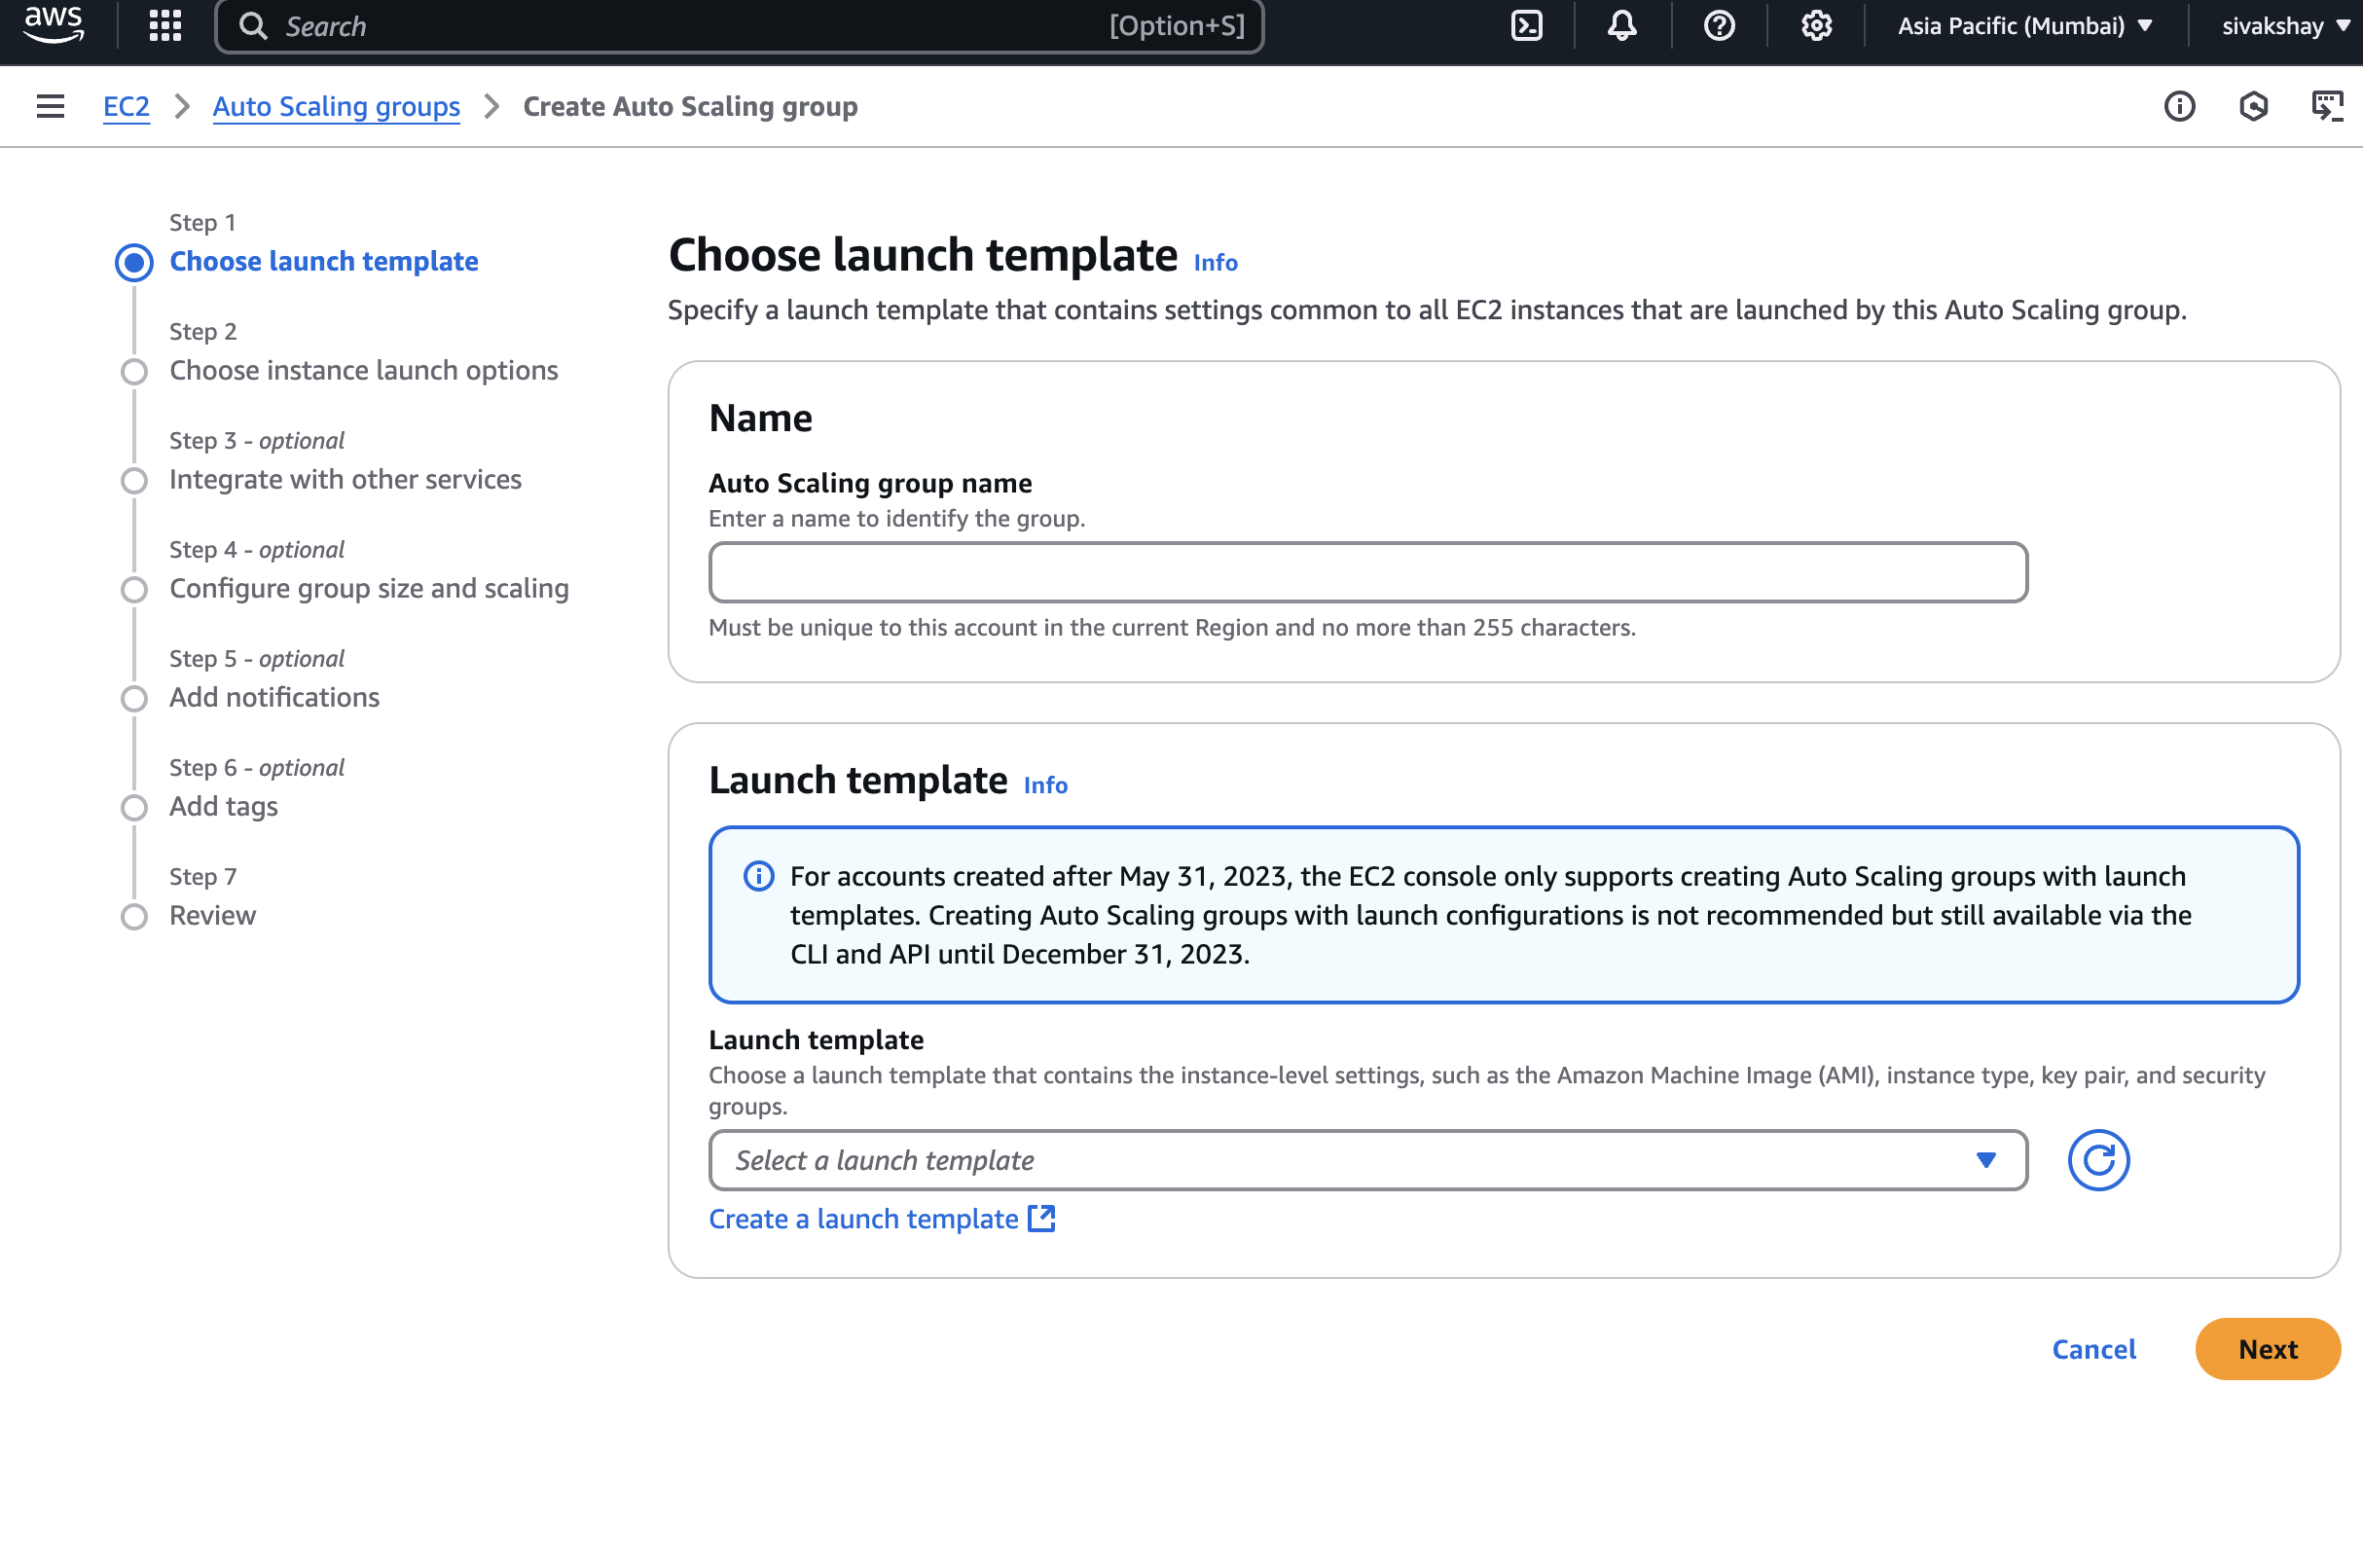 aws
Search [Option+S]
Asia Pacific (Mumbai)
sivakshay
EC2
Auto Scaling groups
Create Auto Scaling group
Step 1
Choose launch template
Step 2
Choose instance launch options
Step 3 - optional
Integrate with other services
Step 4 - optional
Configure group size and scaling
Step 5 - optional
Add notifications
Step 6 - optional
Add tags
Step 7
Review
Choose launch template Info
Specify a launch template that contains settings common to all EC2 instances that are launched by this Auto Scaling group.
Name
Auto Scaling group name
Enter a name to identify the group.
Must be unique to this account in the current Region and no more than 255 characters.
Launch template Info
For accounts created after May 31, 2023, the EC2 console only supports creating Auto Scaling groups with launch
templates. Creating Auto Scaling groups with launch configurations is not recommended but still available via the
CLI and API until December 31, 2023.
Launch template
Choose a launch template that contains the instance-level settings, such as the Amazon Machine Image (AMI), instance type, key pair, and security
groups.
Select a launch template
Create a launch template
Cancel
Next